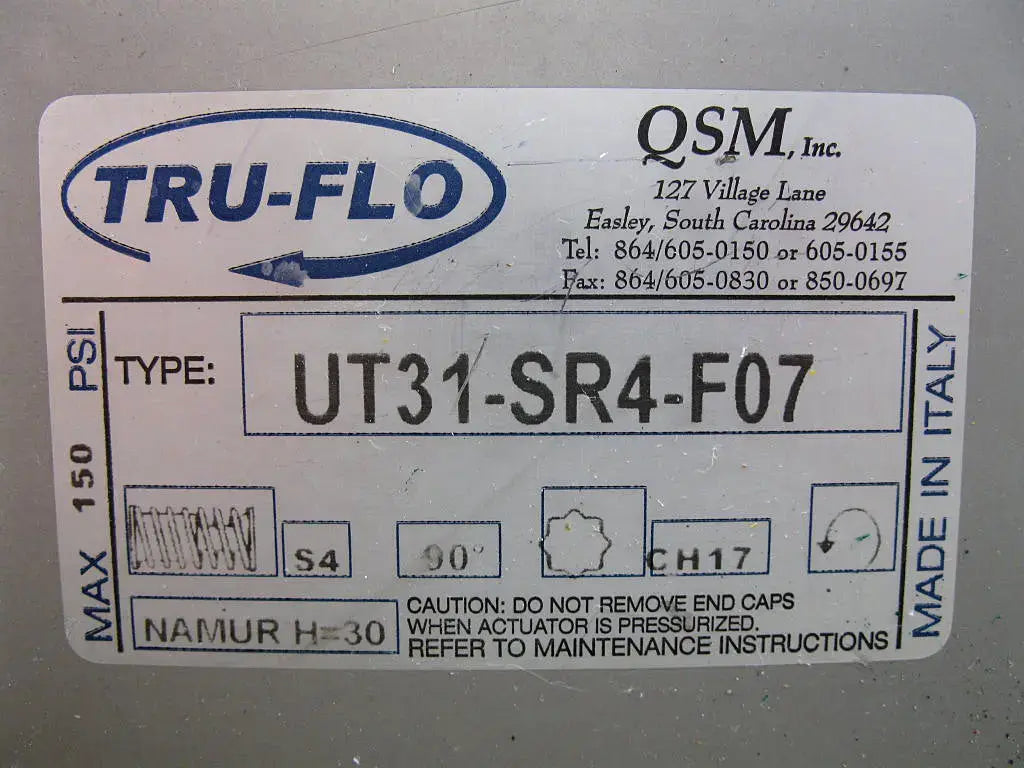 TRU-FLO
QSM, Inc.
127 Village Lane
Easley, South Carolina 29642
Tel: 864/605-0150 or 605-0155
Fax: 864/605-0830 or 850-0697
MAX 150 PSI
TYPE: UT31-SR4-F07
MADE IN ITALY
S4 90° CH17
NAMUR H=30
CAUTION: DO NOT REMOVE END CAPS
WHEN ACTUATOR IS PRESSURIZED.
REFER TO MAINTENANCE INSTRUCTIONS